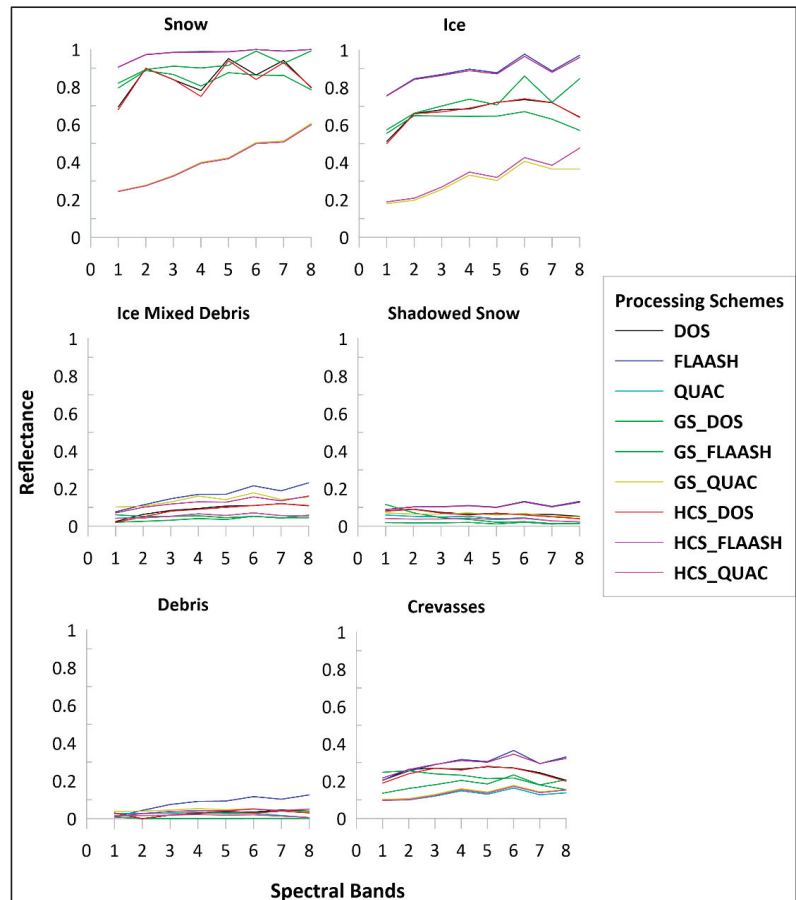 Snow
Ice
1
0.8
0.6
0.4
0.2
0
0 1 2 3 4 5 6 7 8
1
0.8
0.6
0.4
0.2
0
0 1 2 3 4 5 6 7 8
Ice Mixed Debris
Shadowed Snow
1
0.8
0.6
0.4
0.2
0
0 1 2 3 4 5 6 7 8
1
0.8
0.6
0.4
0.2
0
0 1 2 3 4 5 6 7 8
Reflectance
Debris
Crevasses
1
0.8
0.6
0.4
0.2
0
0 1 2 3 4 5 6 7 8
1
0.8
0.6
0.4
0.2
0
0 1 2 3 4 5 6 7 8
Spectral Bands
Processing Schemes
DOS
FLAASH
QUAC
GS_DOS
GS_FLAASH
GS_QUAC
HCS_DOS
HCS_FLAASH
HCS_QUAC